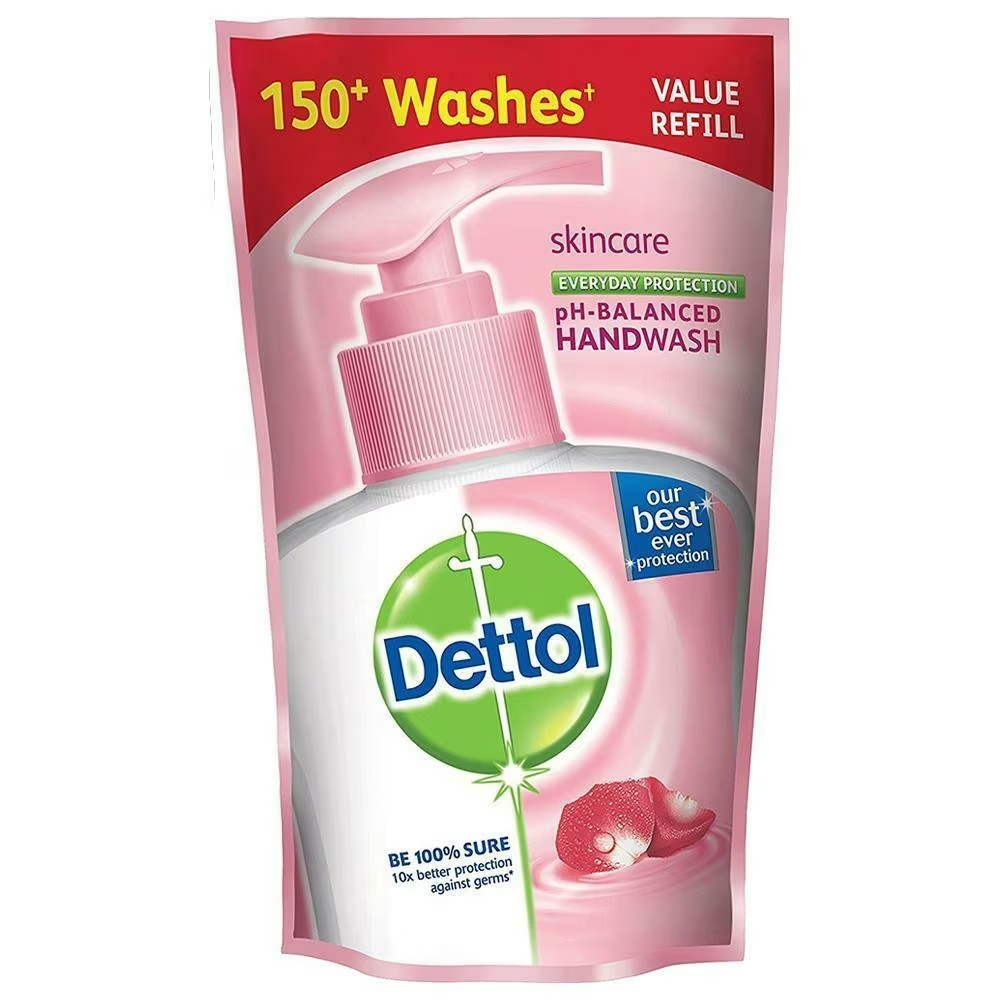 150+ Washes†
VALUE
REFILL
skincare
EVERYDAY PROTECTION
pH-BALANCED
HANDWASH
our
best
ever
protection
Dettol
BE 100% SURE
10x better protection
against germs*